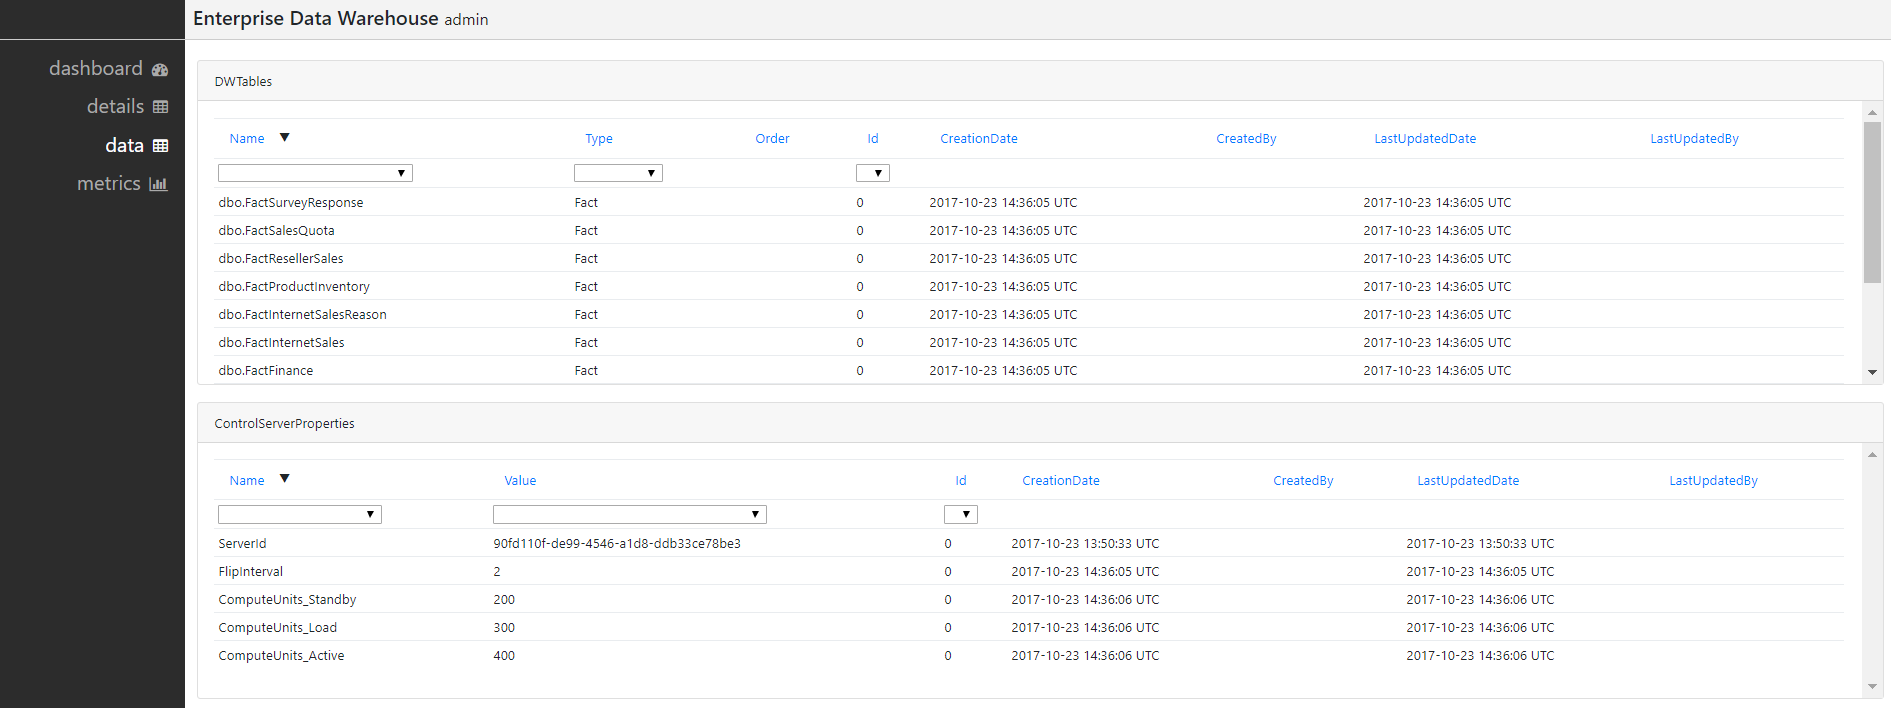 Enterprise Data Warehouse admin
dashboard
details
data
metrics
DWTables
Name ▼ Type Order Id CreationDate CreatedBy LastUpdatedDate LastUpdatedBy
dbo.FactSurveyResponse Fact 0 2017-10-23 14:36:05 UTC 2017-10-23 14:36:05 UTC
dbo.FactSalesQuota Fact 0 2017-10-23 14:36:05 UTC 2017-10-23 14:36:05 UTC
dbo.FactResellerSales Fact 0 2017-10-23 14:36:05 UTC 2017-10-23 14:36:05 UTC
dbo.FactProductInventory Fact 0 2017-10-23 14:36:05 UTC 2017-10-23 14:36:05 UTC
dbo.FactInternetSalesReason Fact 0 2017-10-23 14:36:05 UTC 2017-10-23 14:36:05 UTC
dbo.FactInternetSales Fact 0 2017-10-23 14:36:05 UTC 2017-10-23 14:36:05 UTC
dbo.FactFinance Fact 0 2017-10-23 14:36:05 UTC 2017-10-23 14:36:05 UTC
ControlServerProperties
Name ▼ Value Id CreationDate CreatedBy LastUpdatedDate LastUpdatedBy
ServerId 90fd110f-de99-4546-a1d8-ddb33ce78be3 0 2017-10-23 13:50:33 UTC 2017-10-23 13:50:33 UTC
FlipInterval 2 0 2017-10-23 14:36:05 UTC 2017-10-23 14:36:05 UTC
ComputeUnits_Standby 200 0 2017-10-23 14:36:06 UTC 2017-10-23 14:36:06 UTC
ComputeUnits_Load 300 0 2017-10-23 14:36:06 UTC 2017-10-23 14:36:06 UTC
ComputeUnits_Active 400 0 2017-10-23 14:36:06 UTC 2017-10-23 14:36:06 UTC